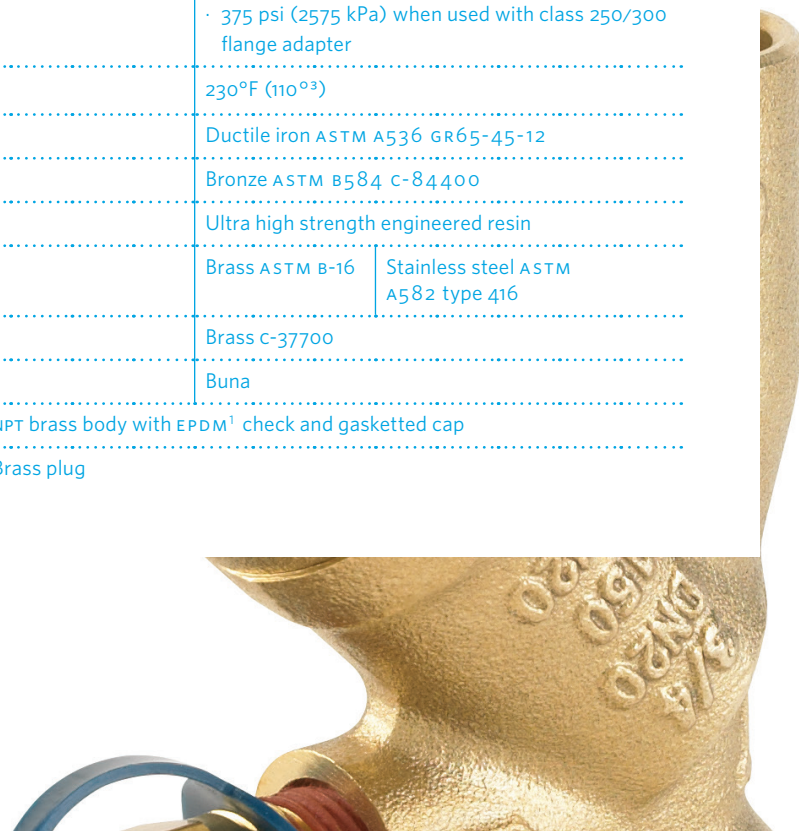 · 375 psi (2575 kPa) when used with class 250/300
flange adapter
230°F (110°³)
Ductile iron ASTM A536 GR65-45-12
Bronze ASTM B584 C-84400
Ultra high strength engineered resin
Brass ASTM B-16
Stainless steel ASTM
A582 type 416
Brass C-37700
Buna
brass body with EPDM¹ check and gasketted cap
Brass plug
150
DN20
3/4